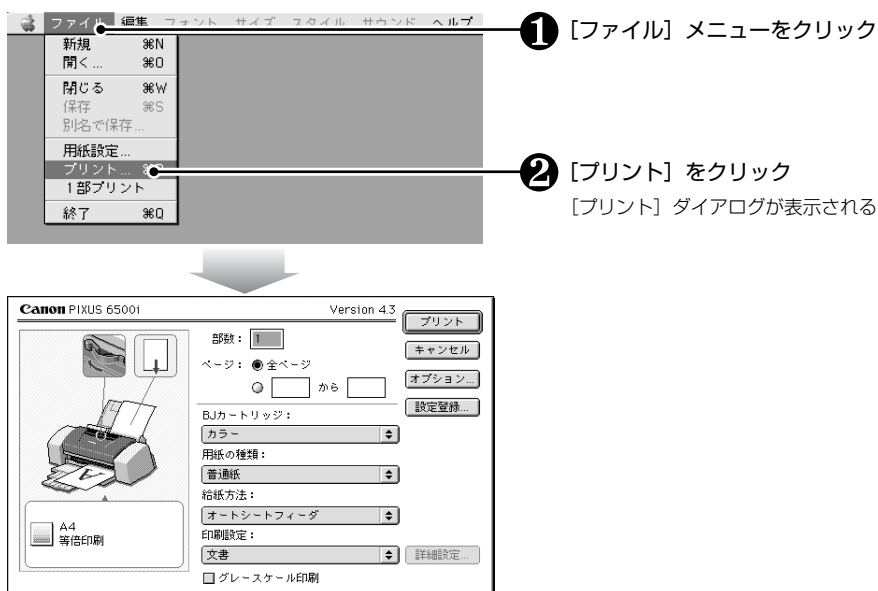 ファイル 編集 フォント サイズ スタイル サウンド ヘルプ
新規 ⌘N
開く... ⌘O
閉じる ⌘W
保存 ⌘S
別名で保存...
用紙設定...
プリント...
1部プリント
終了 ⌘Q
❶ [ファイル] メニューをクリック
❷ [プリント] をクリック
[プリント] ダイアログが表示される
Canon PIXUS 6500i Version 4.3
部数: 1
ページ: 全ページ
から
BJカートリッジ:
カラー
用紙の種類:
普通紙
給紙方法:
オートシートフィーダ
印刷設定:
文書
グレースケール印刷
プリント
キャンセル
オプション...
設定登録...
詳細設定...
A4
等倍印刷